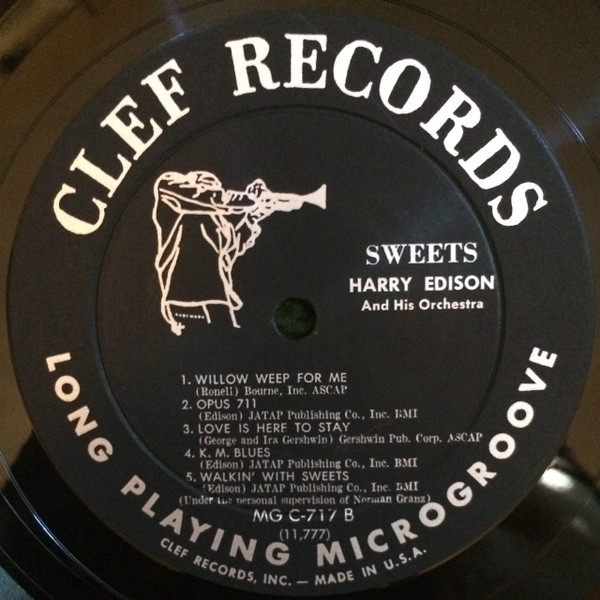 CLEF RECORDS
SWEETS
HARRY EDISON
And His Orchestra
1. WILLOW WEEP FOR ME
(Ronell) Bourne, Inc. ASCAP
2. OPUS 711
(Edison) JATAP Publishing Co., Inc. BMI
3. LOVE IS HERE TO STAY
(George and Ira Gershwin) Gershwin Pub. Corp. ASCAP
4. K. M. BLUES
(Edison) JATAP Publishing Co., Inc. BMI
5. WALKIN' WITH SWEETS
(Edison) JATAP Publishing Co., Inc. BMI
(Under the personal supervision of Norman Granz)
MG C-717 B
(11,777)
LONG PLAYING MICROGROOVE
CLEF RECORDS, INC. — MADE IN U.S.A.